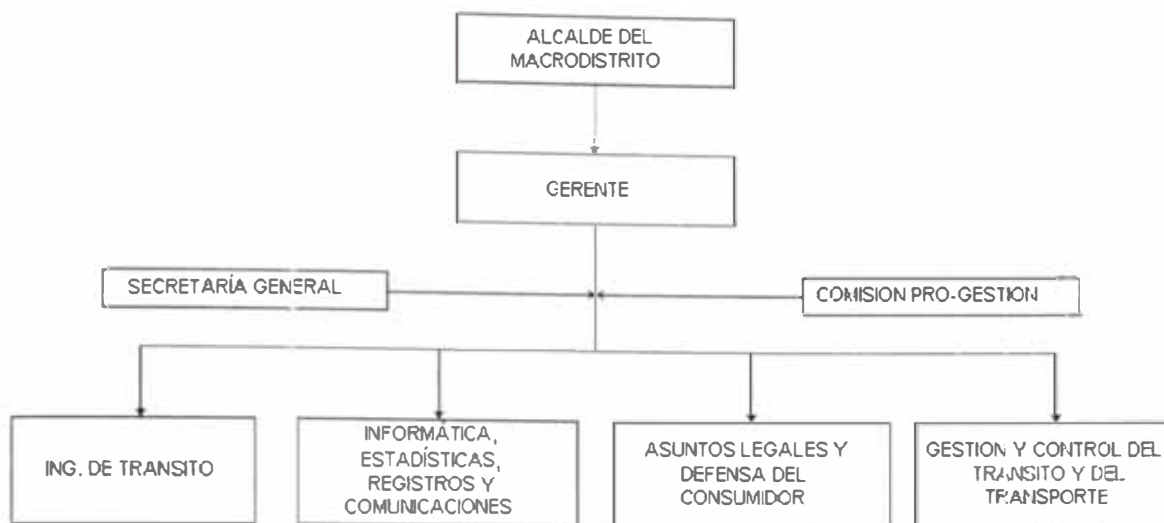 ALCALDE DEL
MACRODISTRITO
GERENTE
SECRETARÍA GENERAL
COMISION PRO-GESTION
ING. DE TRANSITO
INFORMÁTICA,
ESTADÍSTICAS,
REGISTROS Y
COMUNICACIONES
ASUNTOS LEGALES Y
DEFENSA DEL
CONSUMIDOR
GESTION Y CONTROL DEL
TRANSITO Y DEL
TRANSPORTE